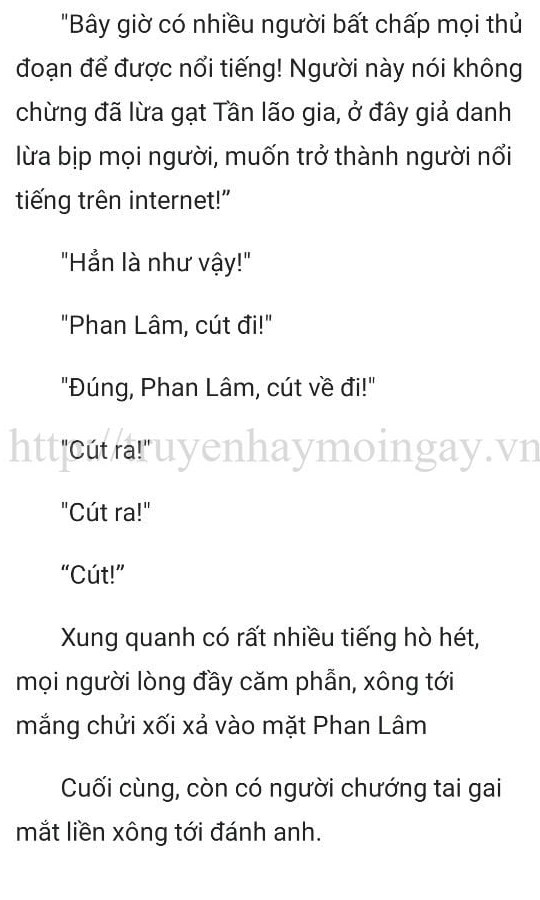 "Bây giờ có nhiều người bất chấp mọi thủ
đoạn để được nổi tiếng! Người này nói không
chừng đã lừa gạt Tần lão gia, ở đây giả danh
lừa bịp mọi người, muốn trở thành người nổi
tiếng trên internet!”
"Hẳn là như vậy!"
"Phan Lâm, cút đi!"
"Đúng, Phan Lâm, cút về đi!"
http://truyenhaymoingay.vn
"Cút ra!"
"Cút ra!"
“Cút!”
Xung quanh có rất nhiều tiếng hò hét,
mọi người lòng đầy căm phẫn, xông tới
mắng chửi xối xả vào mặt Phan Lâm
Cuối cùng, còn có người chướng tai gai
mắt liền xông tới đánh anh.